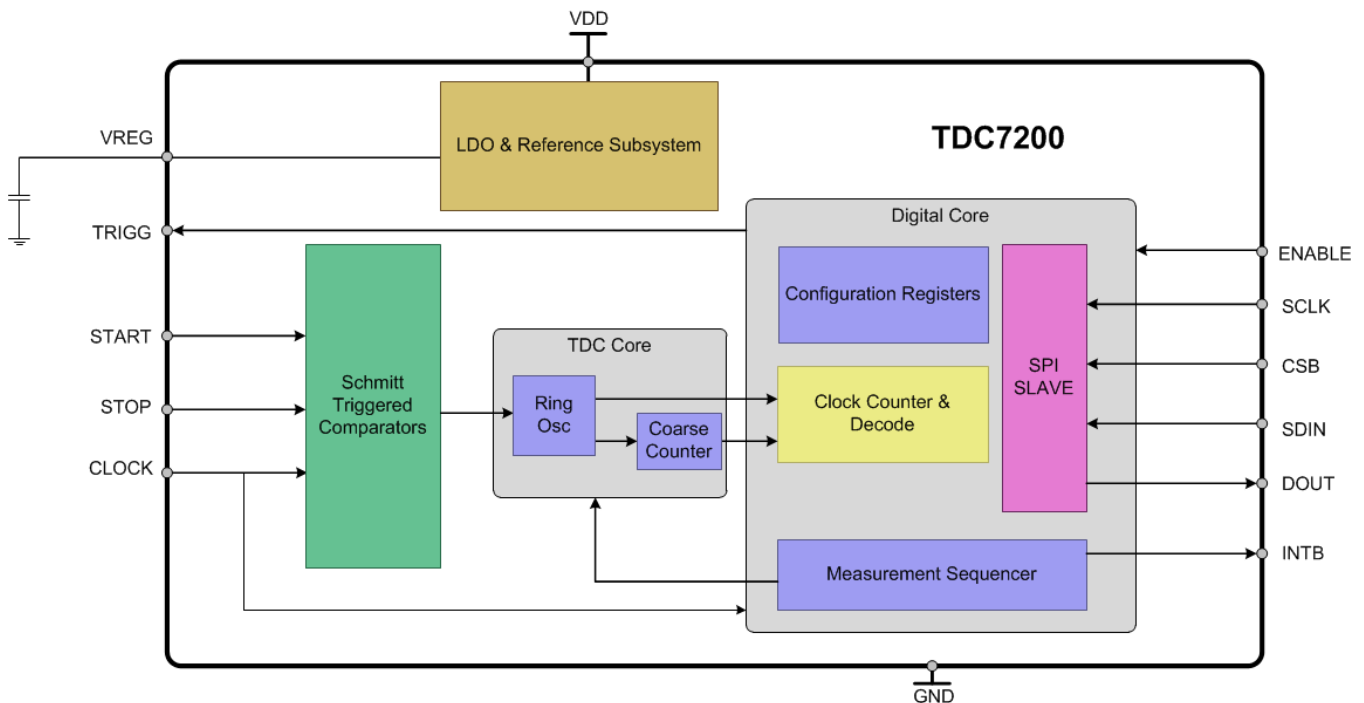 VDD
TDC7200
VREG
LDO & Reference Subsystem
TRIGG
Digital Core
ENABLE
Configuration Registers
SCLK
START
TDC Core
SPI
SLAVE
CSB
Schmitt
Triggered
Comparators
STOP
Ring
Osc
Clock Counter &
Decode
Coarse
Counter
SDIN
CLOCK
DOUT
Measurement Sequencer
INTB
GND